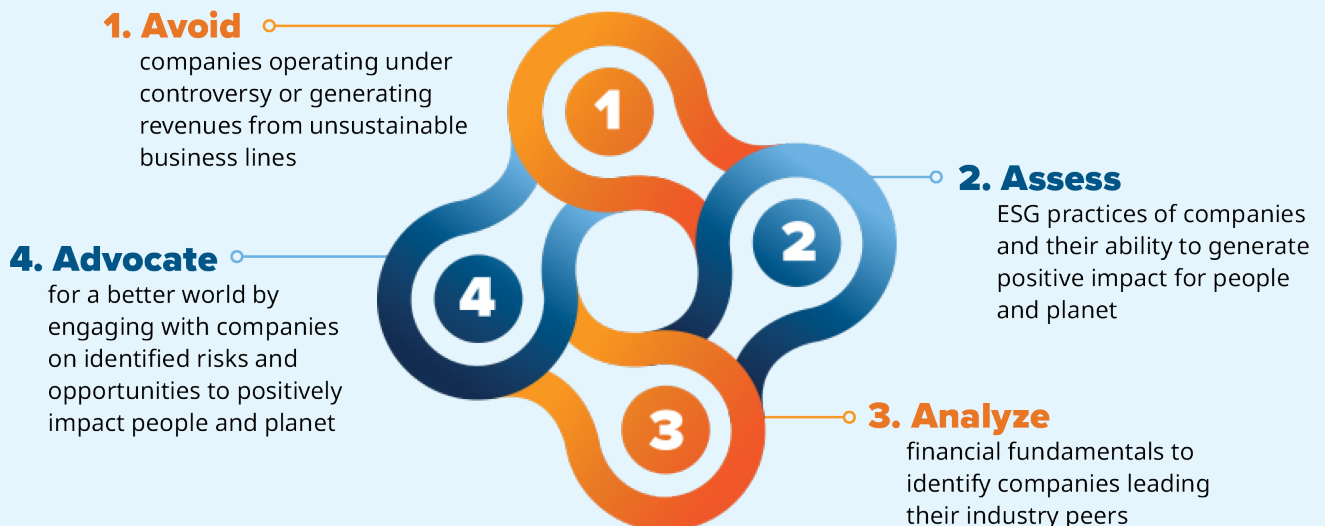 1. Avoid
companies operating under
controversy or generating
revenues from unsustainable
business lines
1
2
2. Assess
ESG practices of companies
and their ability to generate
positive impact for people
and planet
3
3. Analyze
financial fundamentals to
identify companies leading
their industry peers
4
4. Advocate
for a better world by
engaging with companies
on identified risks and
opportunities to positively
impact people and planet